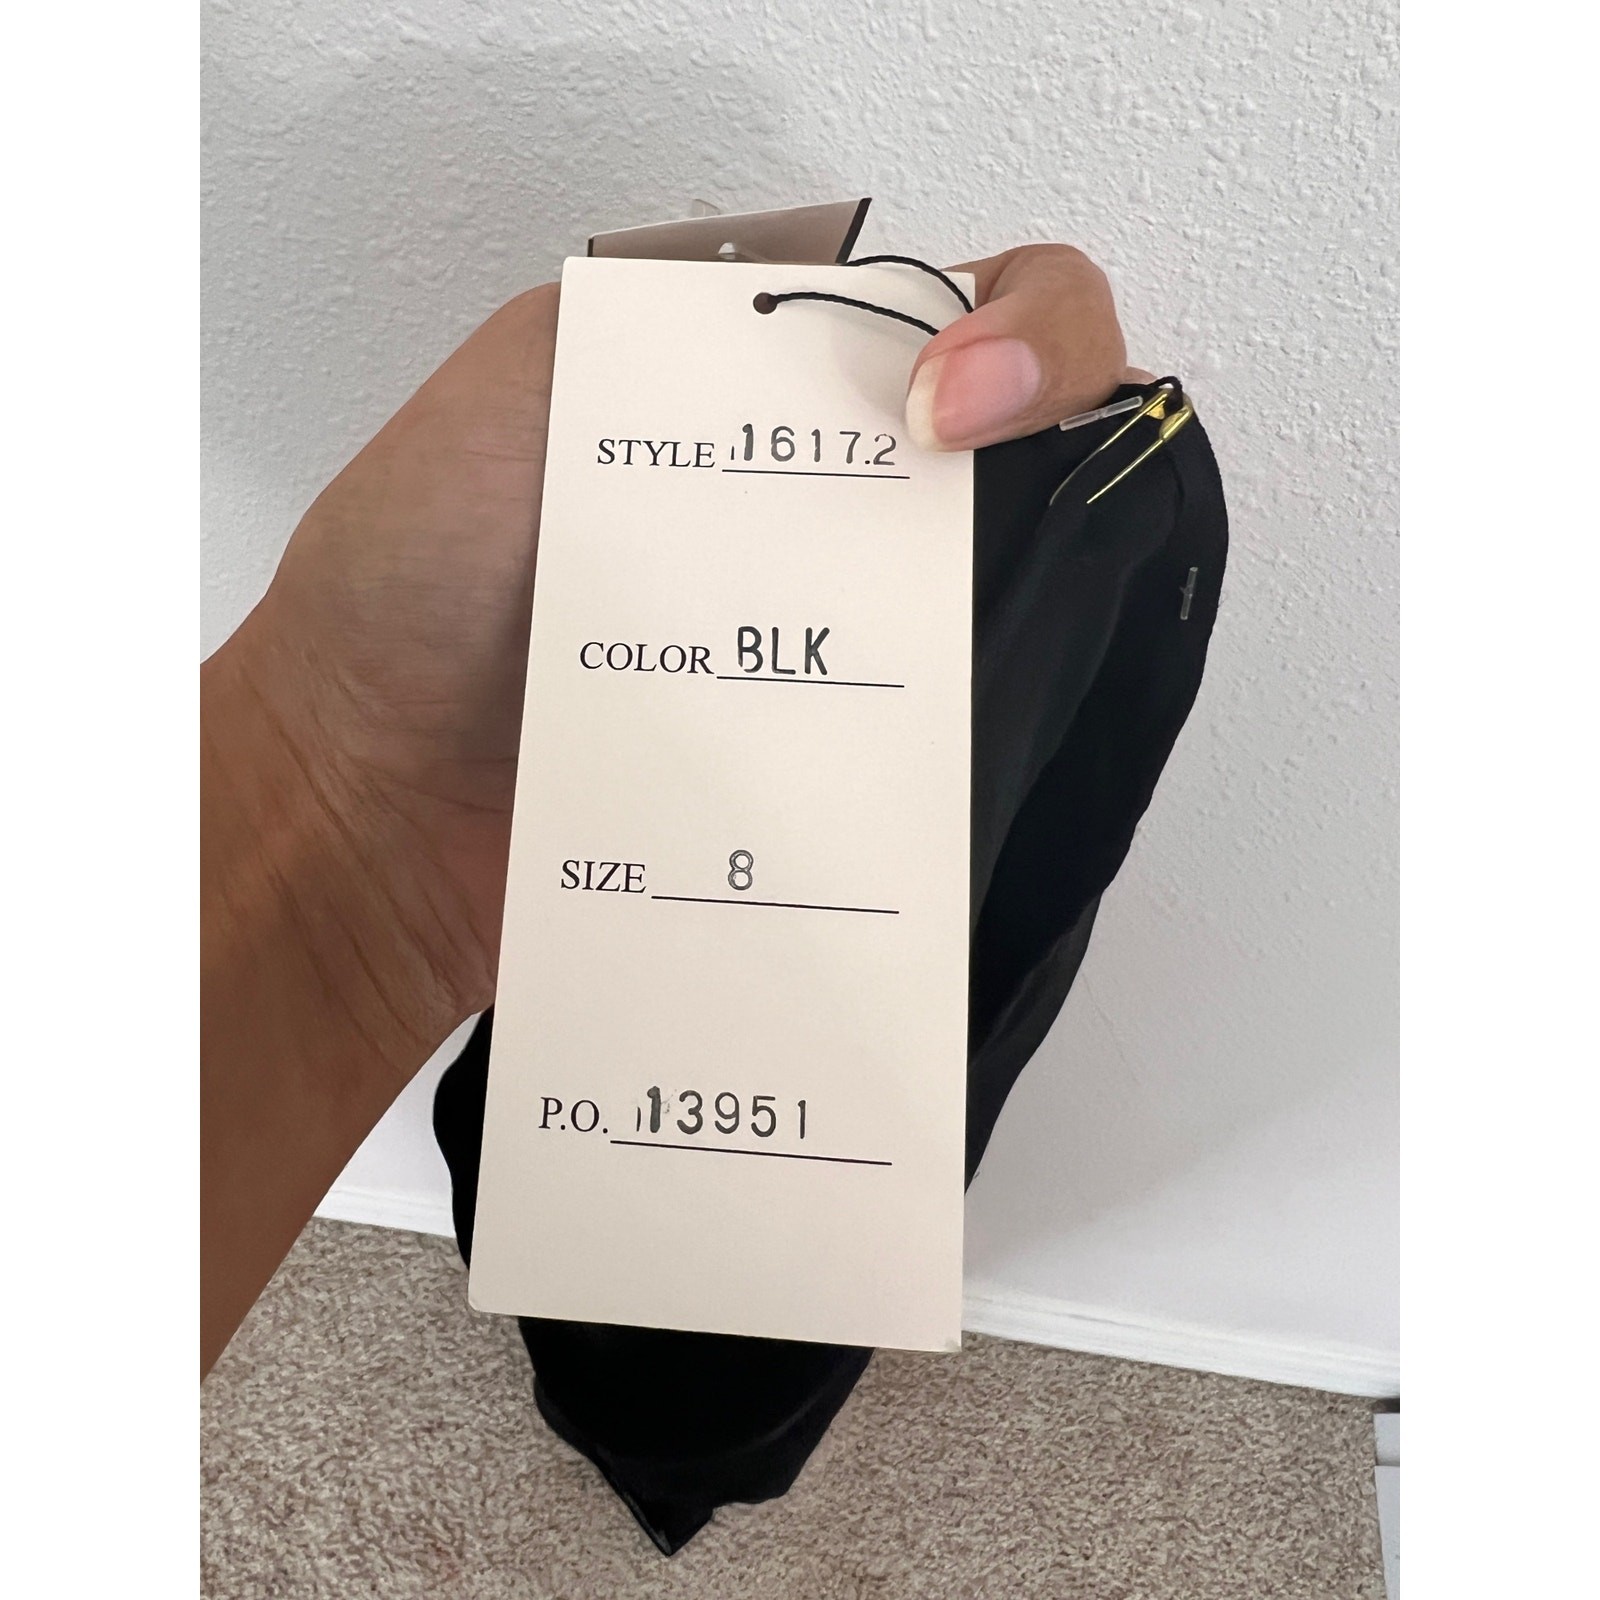 STYLE 1617.2
COLOR BLK
SIZE 8
P.O. 13951